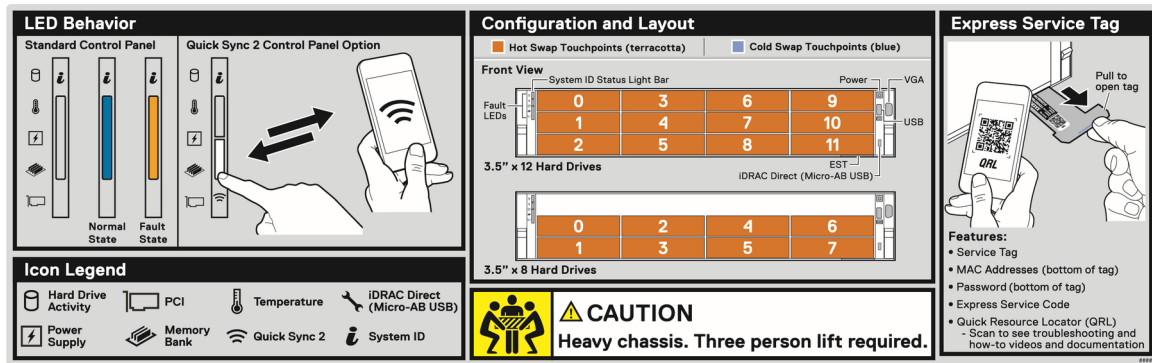 LED Behavior
Standard Control Panel
i
i
i
Normal State
Fault State
Quick Sync 2 Control Panel Option
i
Icon Legend
Hard Drive Activity
PCI
Temperature
iDRAC Direct (Micro-AB USB)
Power Supply
Memory Bank
Quick Sync 2
i System ID
Configuration and Layout
Hot Swap Touchpoints (terracotta)
Cold Swap Touchpoints (blue)
Front View
System ID Status Light Bar
Power
VGA
Fault LEDs
USB
0 3 6 9
1 4 7 10
2 5 8 11
EST
3.5” x 12 Hard Drives
iDRAC Direct (Micro-AB USB)
0 2 4 6
1 3 5 7
3.5” x 8 Hard Drives
CAUTION
Heavy chassis. Three person lift required.
Express Service Tag
Pull to
open tag
QRL
Features:
• Service Tag
• MAC Addresses (bottom of tag)
• Password (bottom of tag)
• Express Service Code
• Quick Resource Locator (QRL)
- Scan to see troubleshooting and
how-to videos and documentation